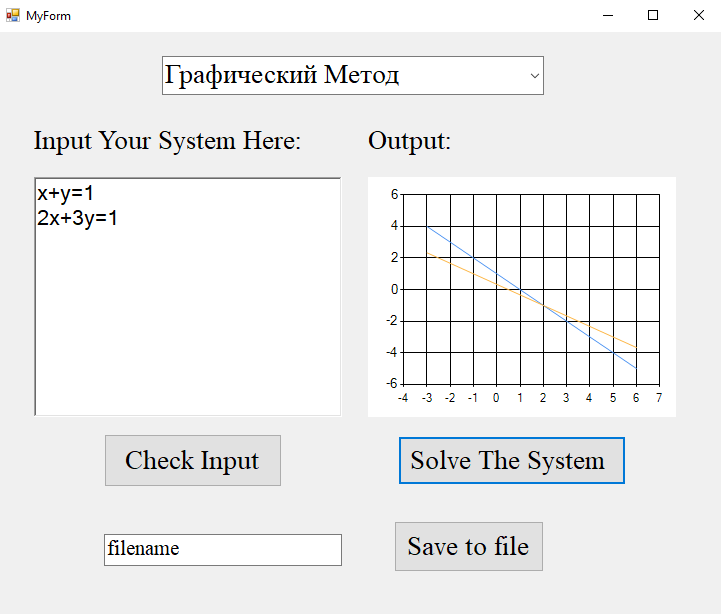 MyForm
Графический Метод
Input Your System Here:
Output:
x+y=1
2x+3y=1
6
4
2
0
-2
-4
-6
-4 -3 -2 -1 0 1 2 3 4 5 6 7
Check Input
Solve The System
filename
Save to file